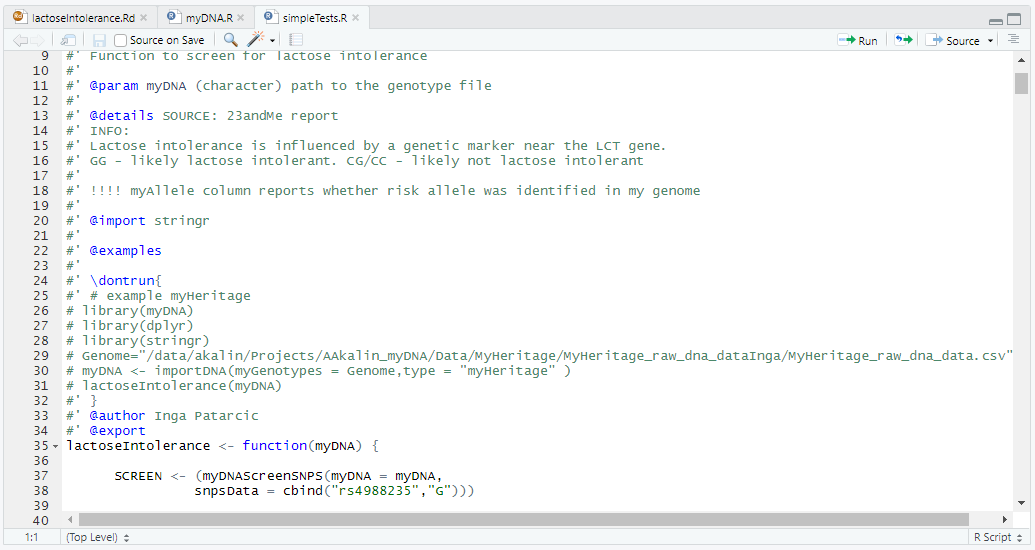 lactoseIntolerance.Rd × myDNA.R × simpleTests.R ×
Source on Save Run Source
9 #' Function to screen for lactose intolerance
10 #'
11 #' @param myDNA (character) path to the genotype file
12 #'
13 #' @details SOURCE: 23andMe report
14 #' INFO:
15 #' Lactose intolerance is influenced by a genetic marker near the LCT gene.
16 #' GG - likely lactose intolerant. CG/CC - likely not lactose intolerant
17 #'
18 #' !!!! myAllele column reports whether risk allele was identified in my genome
19 #'
20 #' @import stringr
21 #'
22 #' @examples
23 #'
24 #' \dontrun{
25 #' # example myHeritage
26 # library(myDNA)
27 # library(dplyr)
28 # library(stringr)
29 # Genome="/data/akalin/Projects/AAkalin_myDNA/Data/MyHeritage/MyHeritage_raw_dna_dataInga/MyHeritage_raw_dna_data.csv"
30 # myDNA <- importDNA(myGenotypes = Genome,type = "myHeritage" )
31 # lactoseIntolerance(myDNA)
32 #' }
33 #' @author Inga Patarcic
34 #' @export
35 lactoseIntolerance <- function(myDNA) {
36
37 SCREEN <- (myDNAScreenSNPS(myDNA = myDNA,
38 snpsData = cbind("rs4988235","G")))
39
40
1:1 (Top Level) R Script